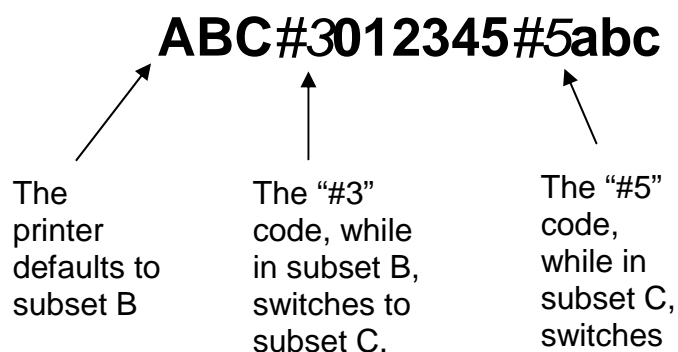 ABC#3012345#5abc
The
printer
defaults to
subset B
The “#3”
code, while
in subset B,
switches to
subset C.
The “#5”
code,
while in
subset C,
switches